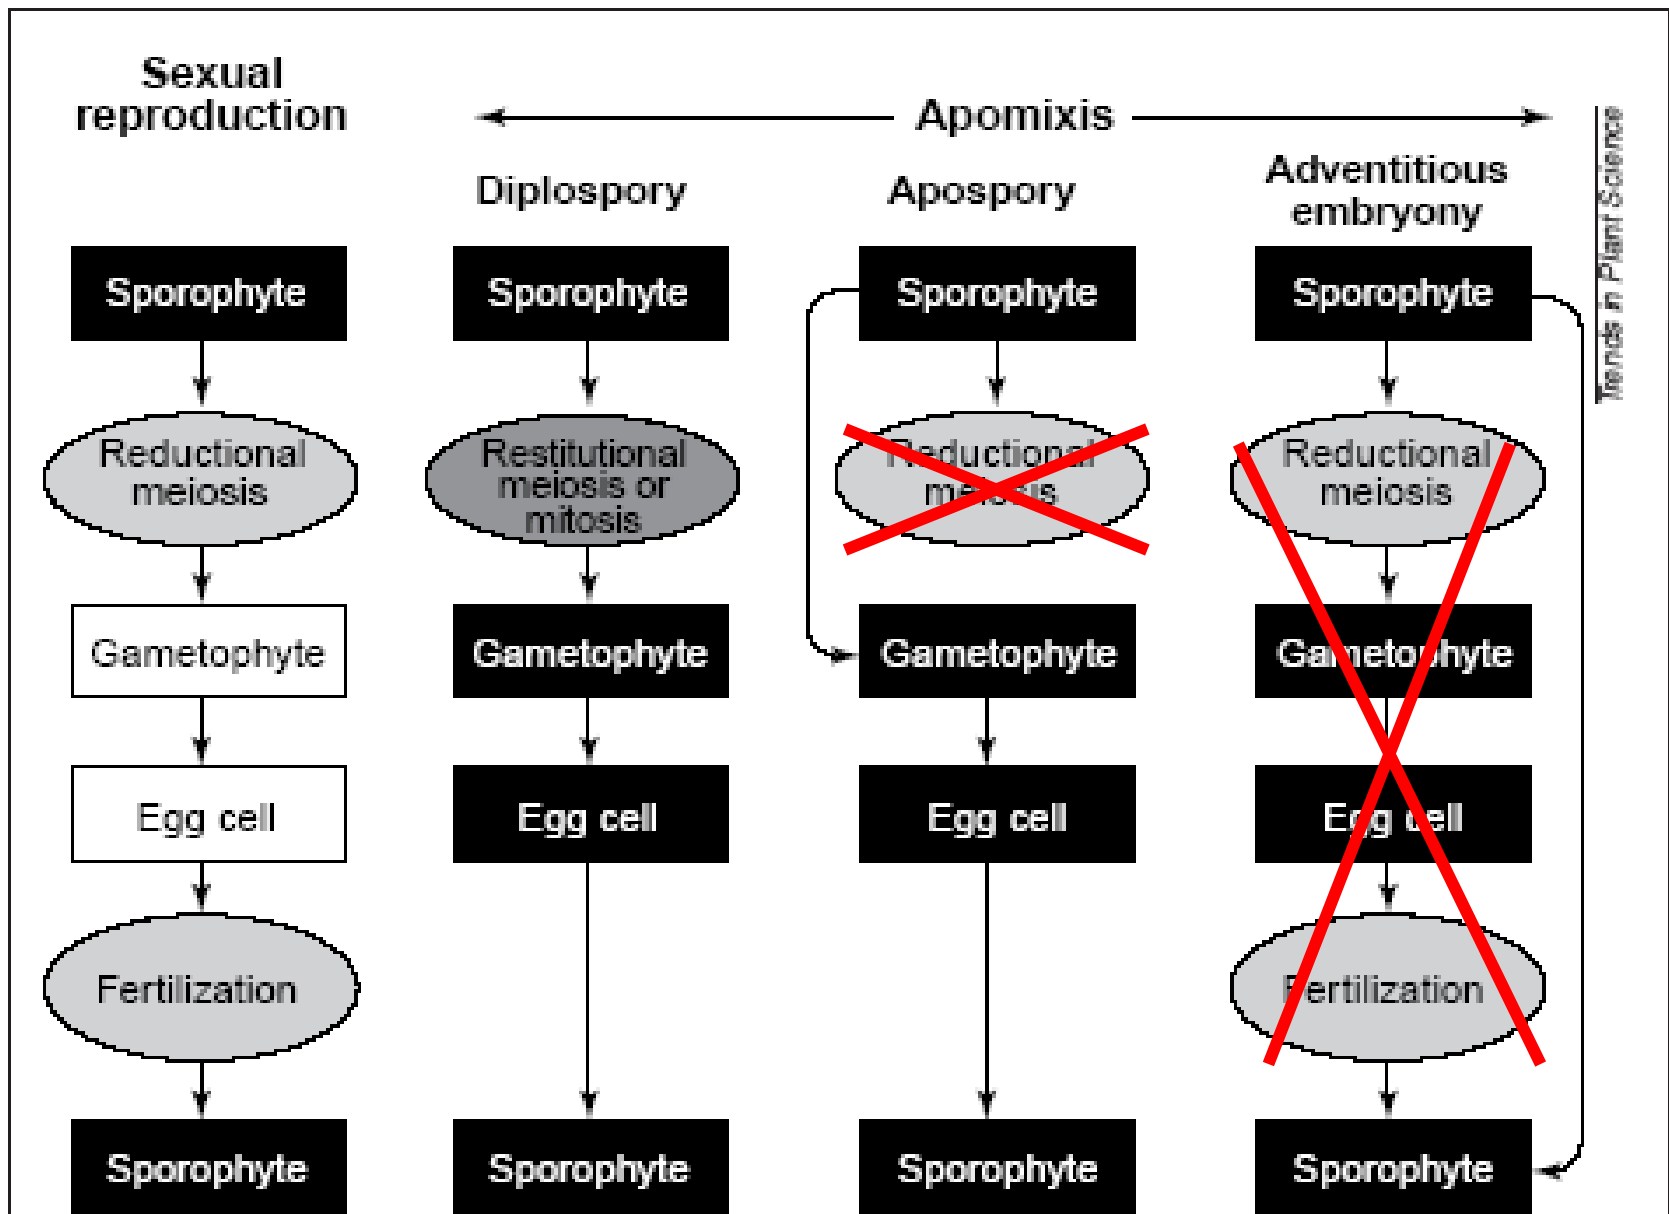 Sexual
reproduction
Apomixis
Diplospory
Apospory
Adventitious
embryony
Trends in Plant Science
Sporophyte
Sporophyte
Sporophyte
Sporophyte
Reductional
meiosis
Restitutional
meiosis or
mitosis
Reductional
meiosis
Reductional
meiosis
Gametophyte
Gametophyte
Gametophyte
Gametophyte
Egg cell
Egg cell
Egg cell
Egg cell
Fertilization
Fertilization
Sporophyte
Sporophyte
Sporophyte
Sporophyte